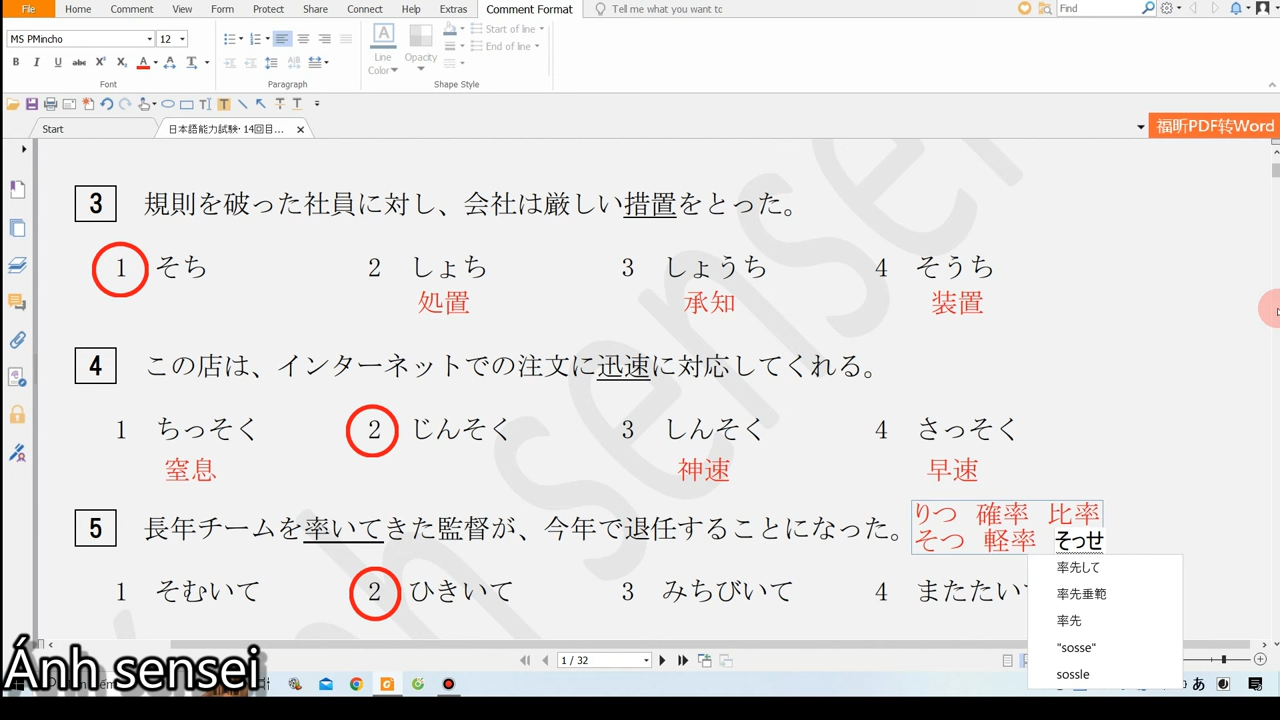 File Home Comment View Form Protect Share Connect Help Extras Comment Format Tell me what you want tc Find
MS PMincho 12 Line Color Opacity Start of line End of line
Font Paragraph Shape Style
Start 日本語能力試験・14回目... 福昕PDF转Word
3 規則を破った社員に対し、会社は厳しい措置をとった。
1 そち 2 しょち 3 しょうち 4 そうち
処置 承知 装置
4 この店は、インターネットでの注文に迅速に対応してくれる。
1 ちっそく 2 じんそく 3 しんそく 4 さっそく
窒息 神速 早速
5 長年チームを率いてきた監督が、今年で退任することになった。
りつ 確率 比率
そつ 軽率 そっせ
1 そむいて 2 ひきいて 3 みちびいて 4 またたい
率先して
率先垂範
率先
"sosse"
sossle
1 / 32
Ánh sensei
あ